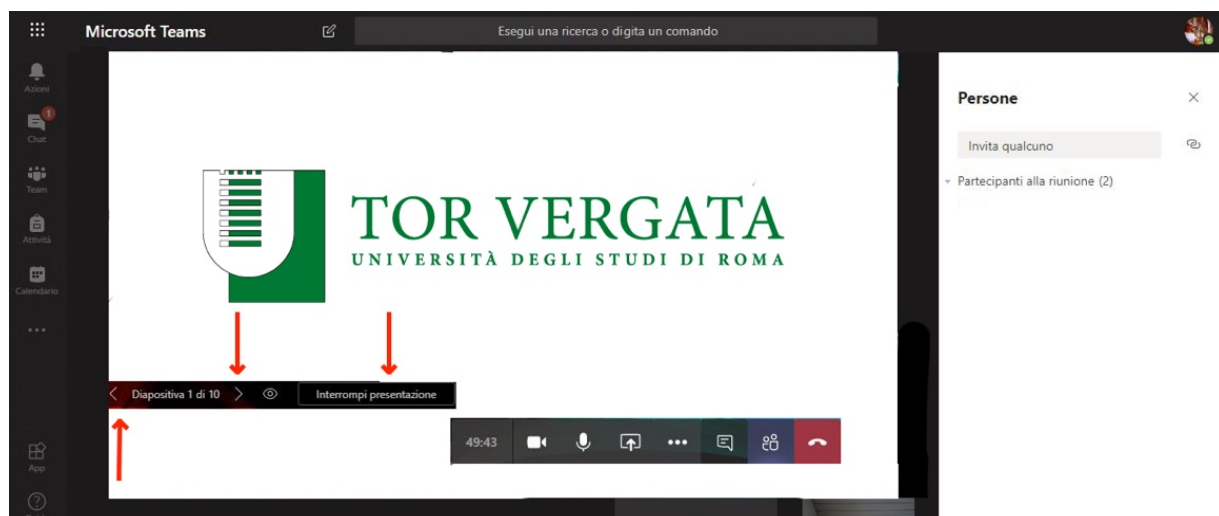 Microsoft Teams
Esegui una ricerca o digita un comando
Azioni
1
Chat
Team
Attività
Calendario
App
TOR VERGATA
UNIVERSITÀ DEGLI STUDI DI ROMA
Diapositiva 1 di 10
Interrompi presentazione
49:43
Persone
Invita qualcuno
Partecipanti alla riunione (2)